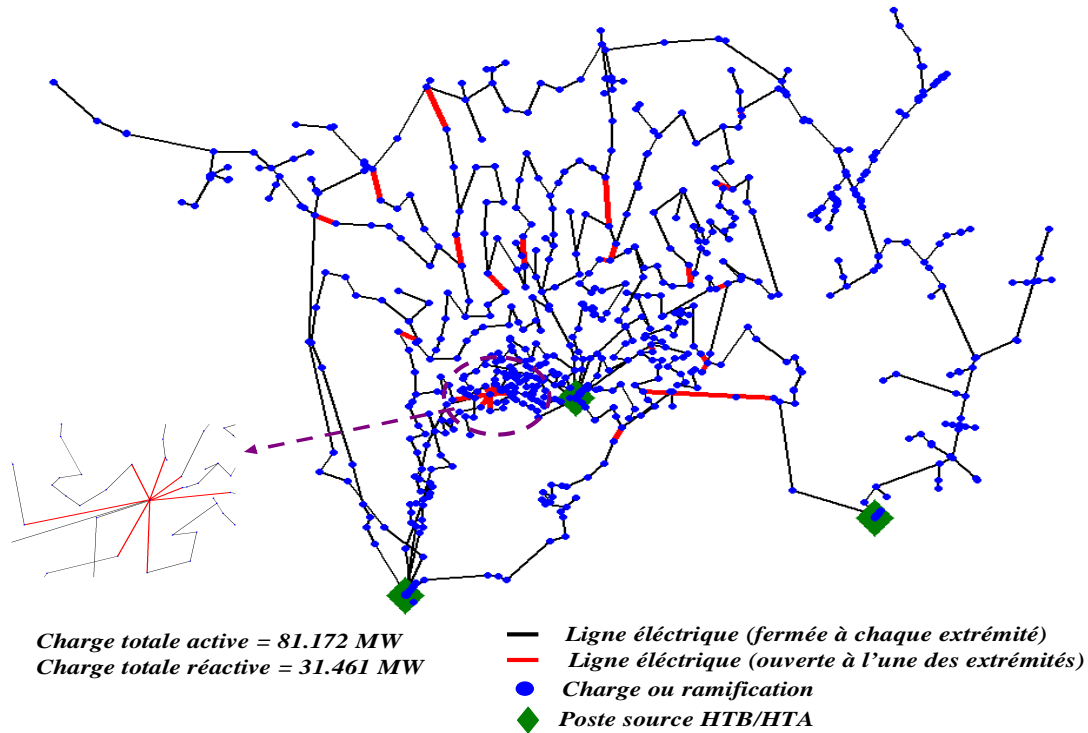 Charge totale active = 81.172 MW
Charge totale réactive = 31.461 MW
Ligne éléctrique (fermée à chaque extrémité)
Ligne éléctrique (ouverte à l'une des extrémités)
Charge ou ramification
Poste source HTB/HTA